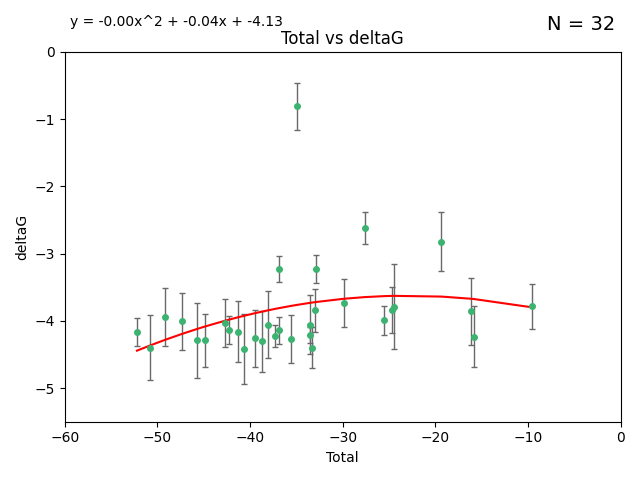 y = -0.00x^2 + -0.04x + -4.13
N = 32
Total vs deltaG
deltaG
0
−1
−2
−3
−4
−5
−60
−50
−40
−30
−20
−10
0
Total